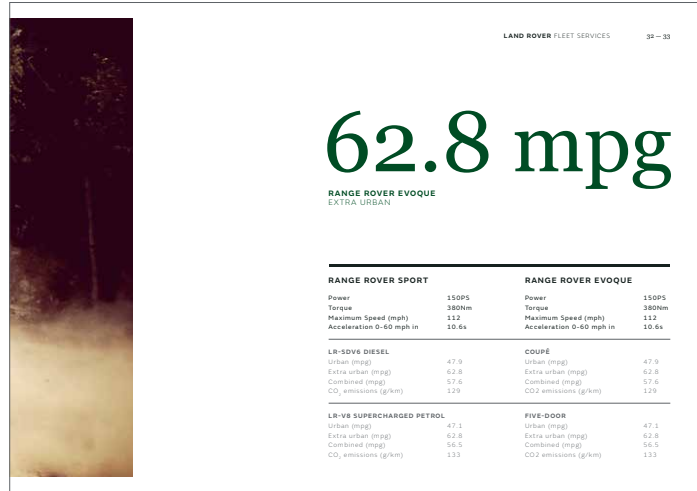 LAND ROVER FLEET SERVICES 32 — 33
62.8 mpg
RANGE ROVER EVOQUE
EXTRA URBAN
RANGE ROVER SPORT
Power 150PS
Torque 380Nm
Maximum Speed (mph) 112
Acceleration 0-60 mph in 10.6s
LR-SDV6 DIESEL
Urban (mpg) 47.9
Extra urban (mpg) 62.8
Combined (mpg) 57.6
CO₂ emissions (g/km) 129
LR-V8 SUPERCHARGED PETROL
Urban (mpg) 47.1
Extra urban (mpg) 62.8
Combined (mpg) 56.5
CO₂ emissions (g/km) 133
RANGE ROVER EVOQUE
Power 150PS
Torque 380Nm
Maximum Speed (mph) 112
Acceleration 0-60 mph in 10.6s
COUPÉ
Urban (mpg) 47.9
Extra urban (mpg) 62.8
Combined (mpg) 57.6
CO2 emissions (g/km) 129
FIVE-DOOR
Urban (mpg) 47.1
Extra urban (mpg) 62.8
Combined (mpg) 56.5
CO2 emissions (g/km) 133